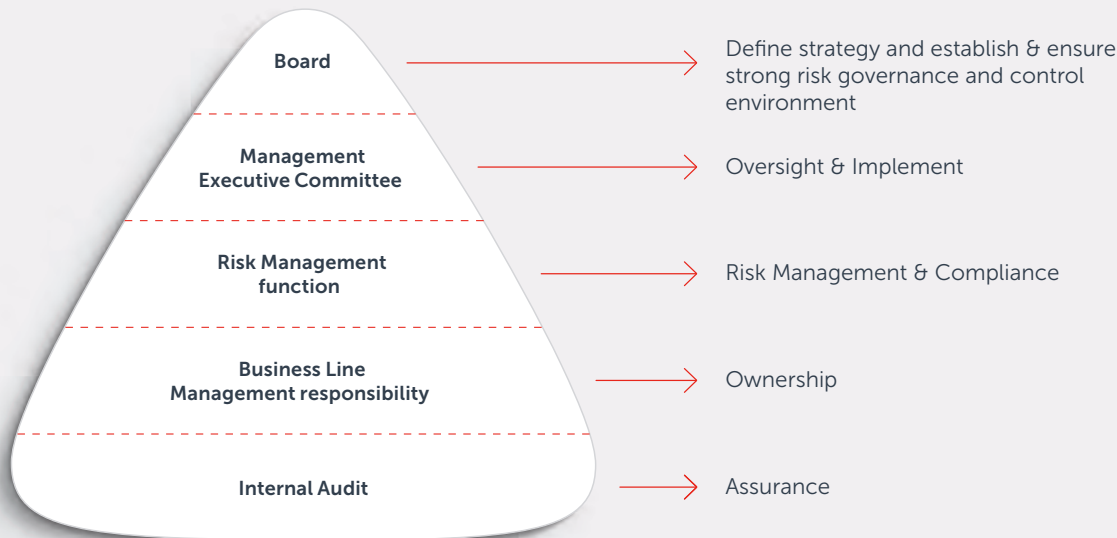 Board
Define strategy and establish & ensure
strong risk governance and control
environment
Management
Executive Committee
Oversight & Implement
Risk Management
function
Risk Management & Compliance
Business Line
Management responsibility
Ownership
Internal Audit
Assurance